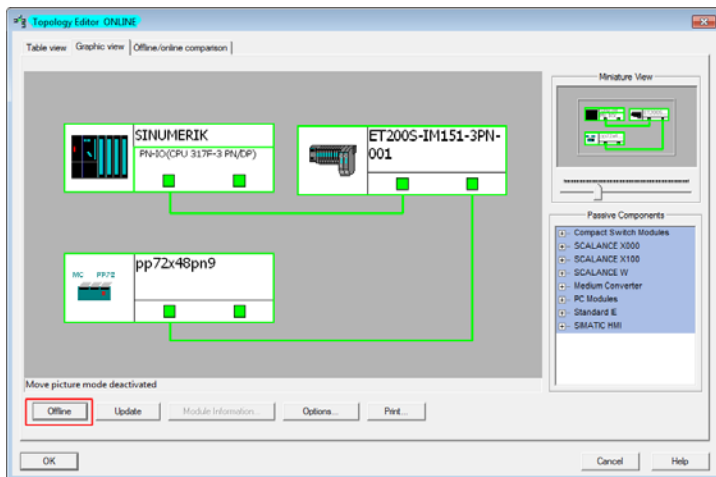 Topology Editor ONLINE
Table view Graphic view Offline/online comparison
Miniature View
SINUMERIK
PN-IO(CPU 317F-3 PN/DP)
ET200S-IM151-3PN-
001
pp72x48pn9
MC PP72
Passive Components
Compact Switch Modules
SCALANCE X000
SCALANCE X100
SCALANCE W
Medium Converter
PC Modules
Standard IE
SIMATIC HMI
Move picture mode deactivated
Offline Update Module Information... Options... Print...
OK Cancel Help